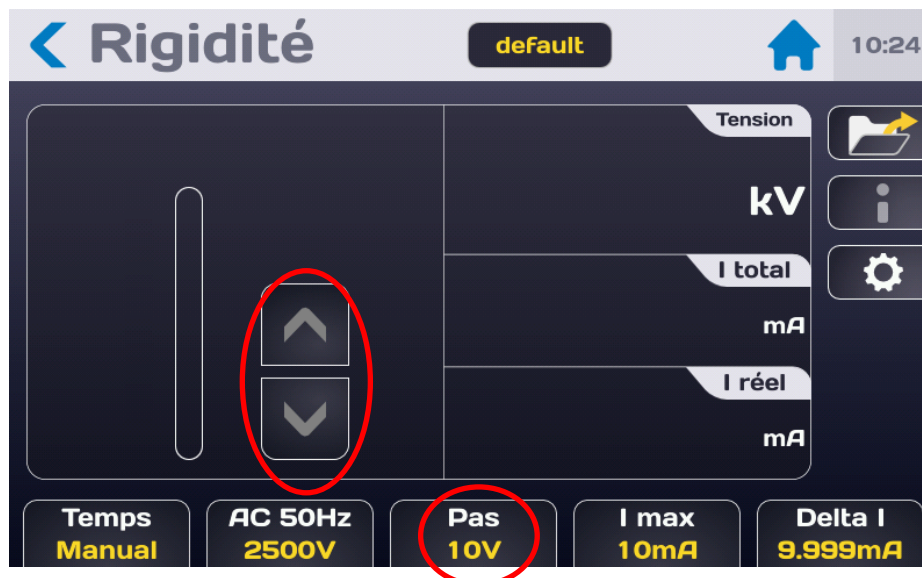 Rigidité
default
10:24
Tension
kV
I total
mA
I réel
mA
Temps
Manual
AC 50Hz
2500V
Pas
10V
I max
10mA
Delta I
9.999mA